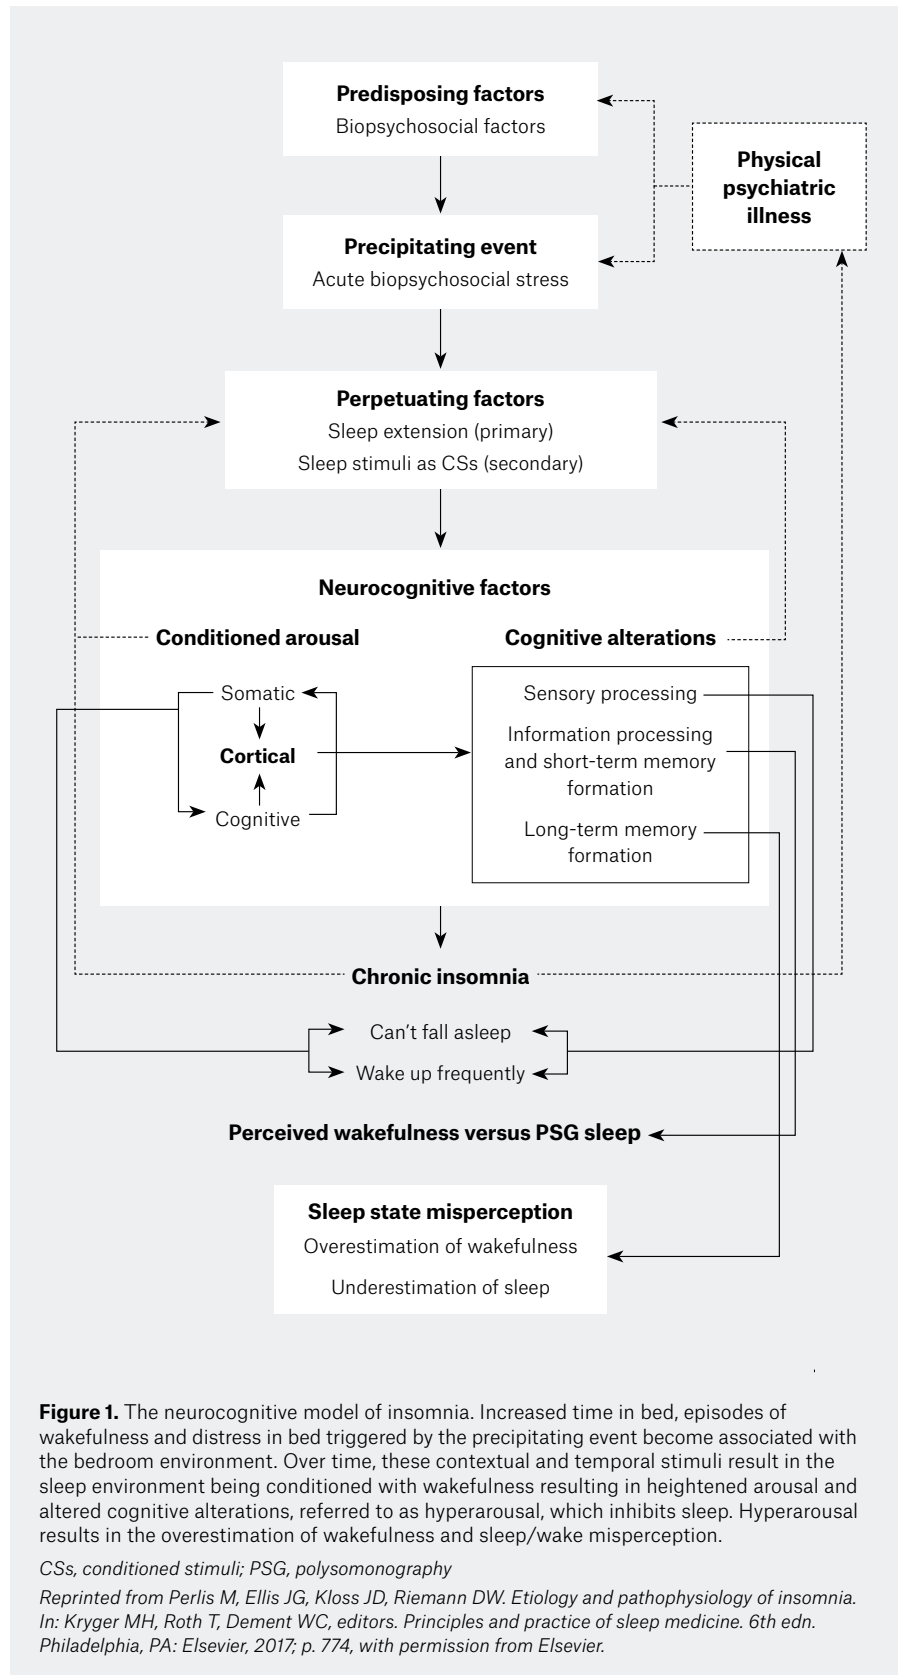 Predisposing factors
Biopsychosocial factors
Physical
psychiatric
illness
Precipitating event
Acute biopsychosocial stress
Perpetuating factors
Sleep extension (primary)
Sleep stimuli as CSs (secondary)
Neurocognitive factors
Conditioned arousal
Cognitive alterations
Somatic
Cortical
Cognitive
Sensory processing
Information processing
and short-term memory
formation
Long-term memory
formation
Chronic insomnia
Can't fall asleep
Wake up frequently
Perceived wakefulness versus PSG sleep
Sleep state misperception
Overestimation of wakefulness
Underestimation of sleep
Figure 1. The neurocognitive model of insomnia. Increased time in bed, episodes of
wakefulness and distress in bed triggered by the precipitating event become associated with
the bedroom environment. Over time, these contextual and temporal stimuli result in the
sleep environment being conditioned with wakefulness resulting in heightened arousal and
altered cognitive alterations, referred to as hyperarousal, which inhibits sleep. Hyperarousal
results in the overestimation of wakefulness and sleep/wake misperception.
CSs, conditioned stimuli; PSG, polysomonography
Reprinted from Perlis M, Ellis JG, Kloss JD, Riemann DW. Etiology and pathophysiology of insomnia.
In: Kryger MH, Roth T, Dement WC, editors. Principles and practice of sleep medicine. 6th edn.
Philadelphia, PA: Elsevier, 2017; p. 774, with permission from Elsevier.